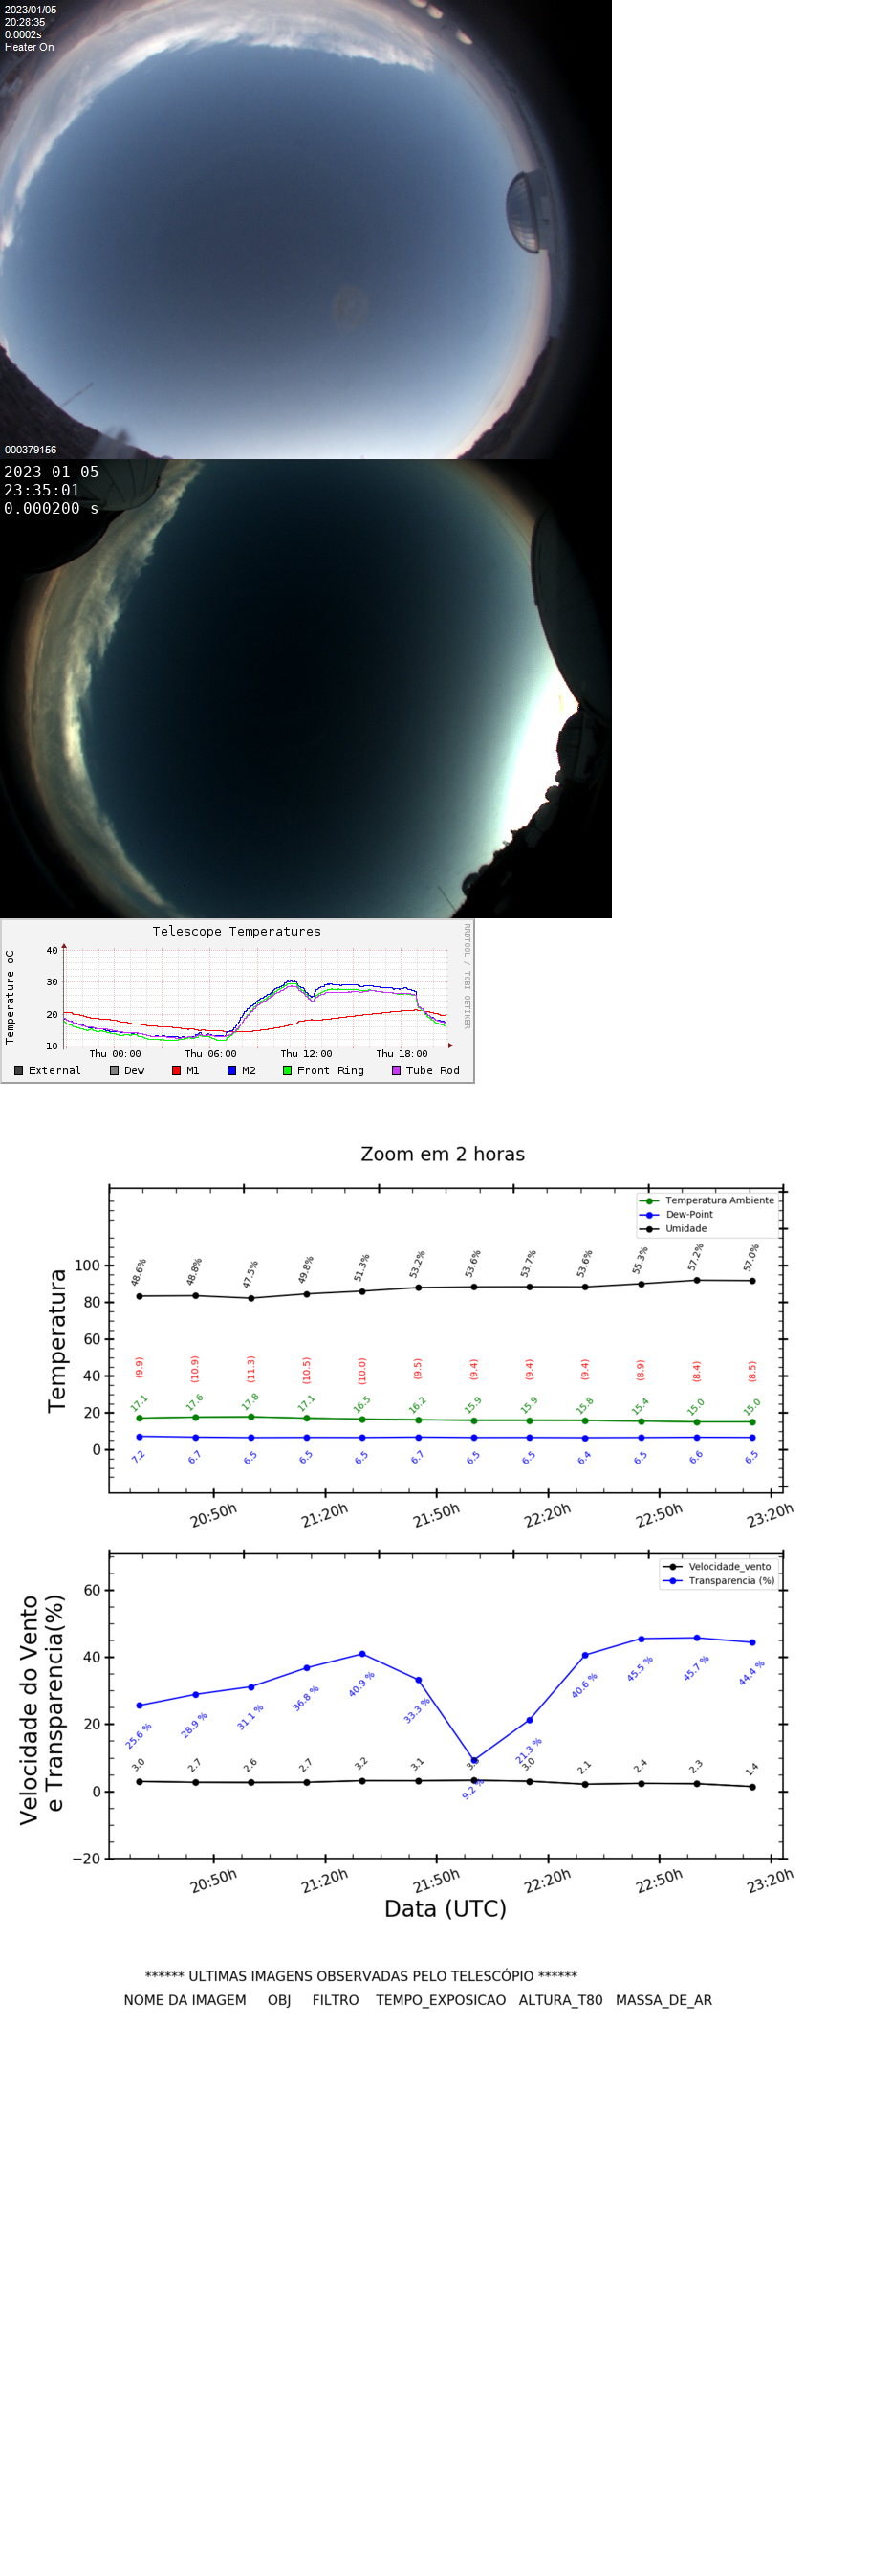 2023/01/05
20:28:35
0.0002s
Heater On
000379156
2023-01-05
23:35:01
0.000200 s
Telescope Temperatures
RRDTOOL / TOBI OETIKER
Temperature oC
40
30
20
10
Thu 00:00 Thu 06:00 Thu 12:00 Thu 18:00
External Dew M1 M2 Front Ring Tube Rod
Zoom em 2 horas
Temperatura Ambiente
Dew-Point
Umidade
Temperatura
100
80
60
40
20
0
48.6% 48.8% 47.5% 49.8% 51.3% 53.2% 53.6% 53.7% 53.6% 55.3% 57.2% 57.0%
(9.9) (10.9) (11.3) (10.5) (10.0) (9.5) (9.4) (9.4) (9.4) (8.9) (8.4) (8.5)
17.1 17.6 17.8 17.1 16.5 16.2 15.9 15.9 15.8 15.4 15.0 15.0
7.2 6.7 6.5 6.5 6.5 6.7 6.5 6.5 6.4 6.5 6.6 6.5
20:50h 21:20h 21:50h 22:20h 22:50h 23:20h
Velocidade_vento
Transparencia (%)
Velocidade do Vento
e Transparencia(%)
60
40
20
0
−20
25.6 % 28.9 % 31.1 % 36.8 % 40.9 % 33.3 % 9.2 % 21.3 % 40.6 % 45.5 % 45.7 % 44.4 %
3.0 2.7 2.6 2.7 3.2 3.1 3.0 2.1 2.4 2.3 1.4
20:50h 21:20h 21:50h 22:20h 22:50h 23:20h
Data (UTC)
****** ULTIMAS IMAGENS OBSERVADAS PELO TELESCÓPIO ******
NOME DA IMAGEM OBJ FILTRO TEMPO_EXPOSICAO ALTURA_T80 MASSA_DE_AR